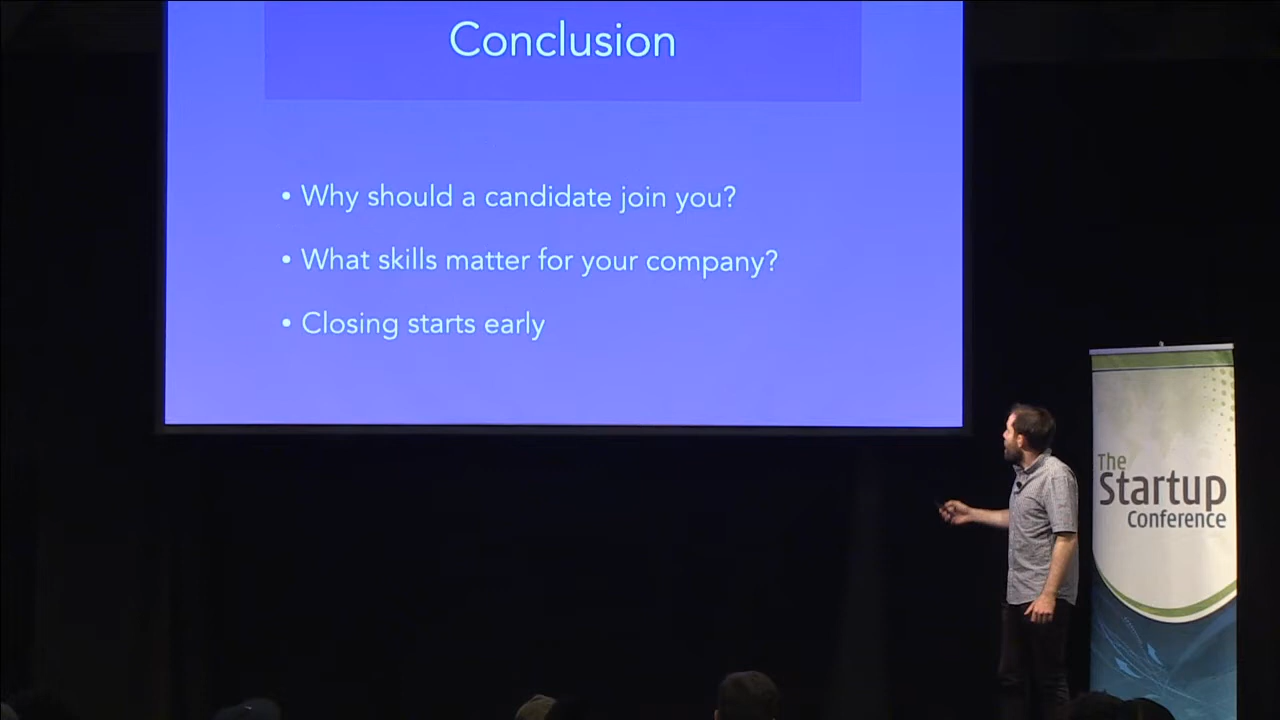 Conclusion
• Why should a candidate join you?
• What skills matter for your company?
• Closing starts early
The
Startup
Conference